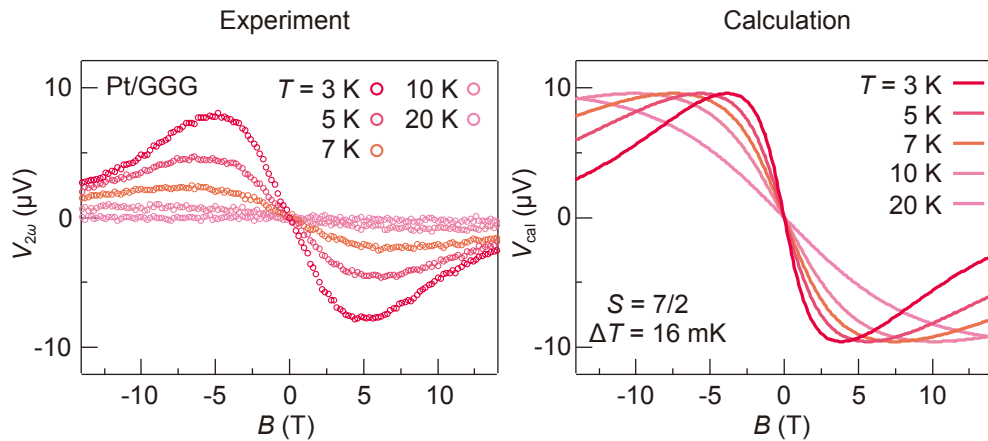 Experiment
Pt/GGG
T = 3 K
5 K
7 K
10 K
20 K
10
0
-10
V2ω (µV)
-10
-5
0
5
10
B (T)
Calculation
T = 3 K
5 K
7 K
10 K
20 K
S = 7/2
ΔT = 16 mK
10
0
-10
Vcal (µV)
-10
-5
0
5
10
B (T)